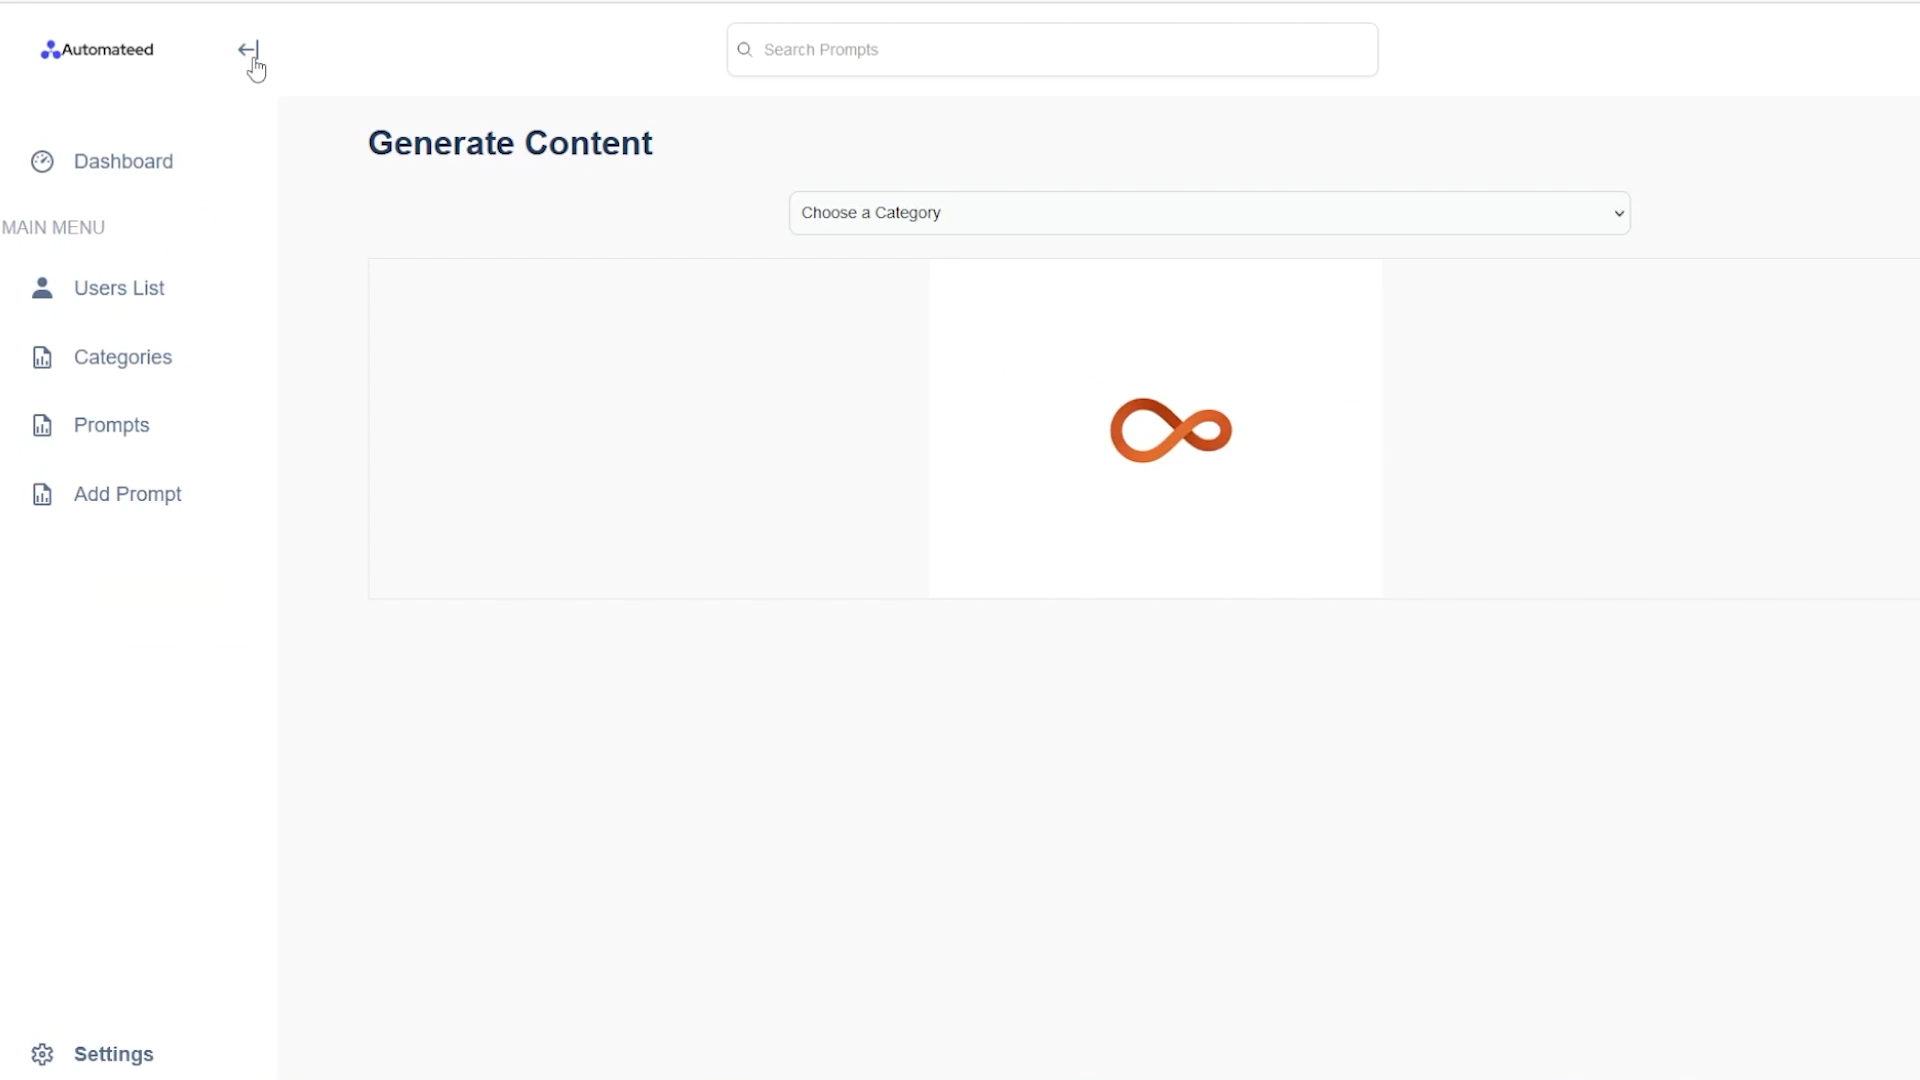 Automateed
Search Prompts
Generate Content
Dashboard
Choose a Category
MAIN MENU
Users List
Categories
Prompts
Add Prompt
Settings